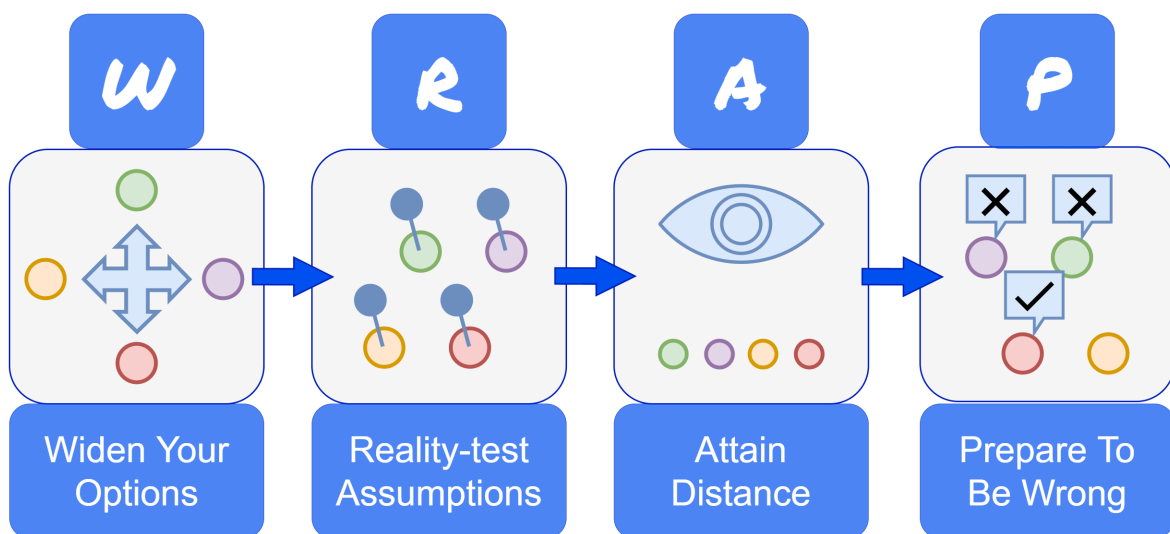 W
R
A
P
Widen Your
Options
Reality-test
Assumptions
Attain
Distance
Prepare To
Be Wrong